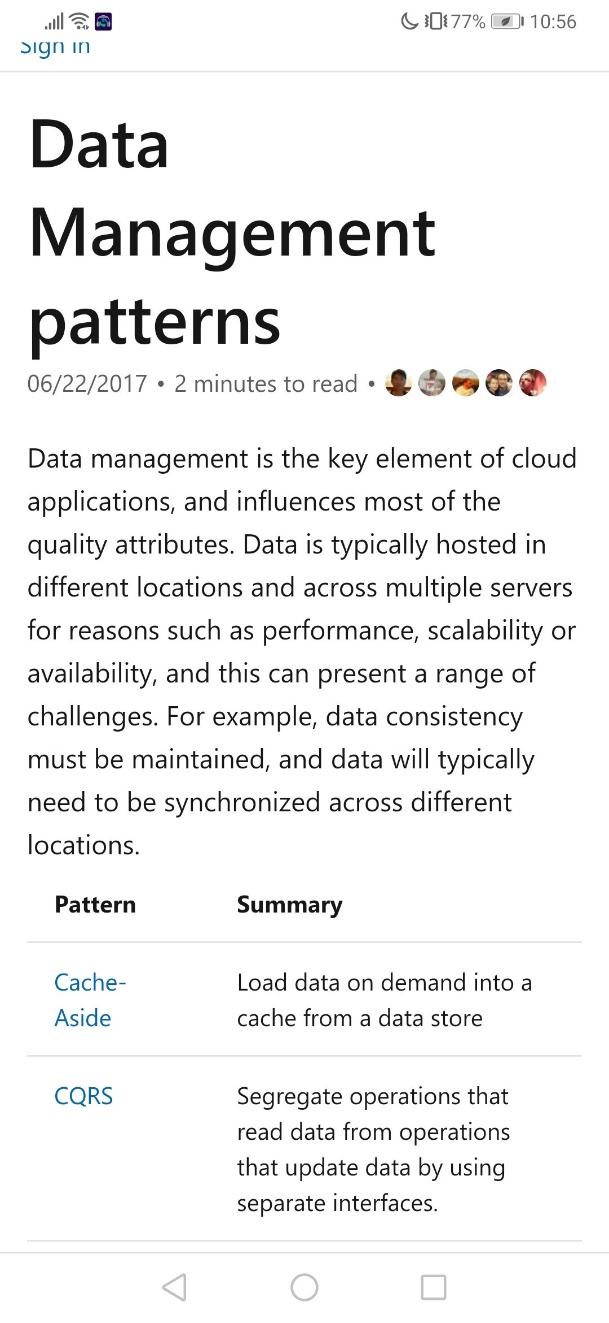 77% 10:56
Sign in
Data
Management
patterns
06/22/2017 • 2 minutes to read •
Data management is the key element of cloud
applications, and influences most of the
quality attributes. Data is typically hosted in
different locations and across multiple servers
for reasons such as performance, scalability or
availability, and this can present a range of
challenges. For example, data consistency
must be maintained, and data will typically
need to be synchronized across different
locations.
Pattern Summary
Cache- Load data on demand into a
Aside cache from a data store
CQRS Segregate operations that
read data from operations
that update data by using
separate interfaces.